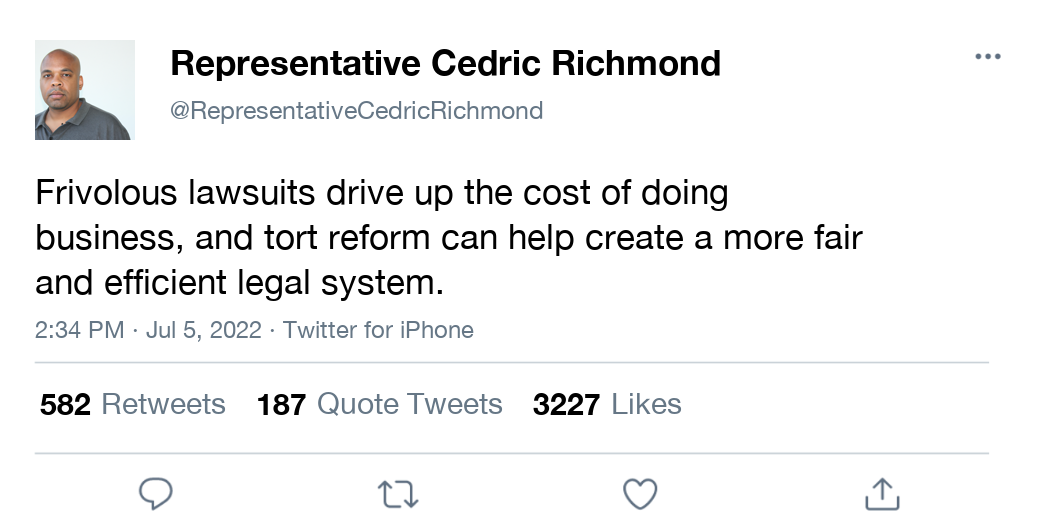 Representative Cedric Richmond
@RepresentativeCedricRichmond
Frivolous lawsuits drive up the cost of doing
business, and tort reform can help create a more fair
and efficient legal system.
2:34 PM · Jul 5, 2022 · Twitter for iPhone
582 Retweets 187 Quote Tweets 3227 Likes